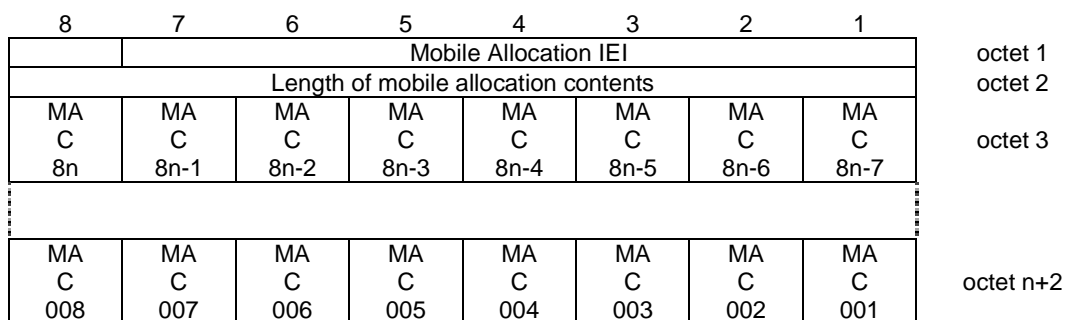 8 7 6 5 4 3 2 1
Mobile Allocation IEI octet 1
Length of mobile allocation contents octet 2
MA MA MA MA MA MA MA MA
C C C C C C C C octet 3
8n 8n-1 8n-2 8n-3 8n-4 8n-5 8n-6 8n-7
MA MA MA MA MA MA MA MA
C C C C C C C C octet n+2
008 007 006 005 004 003 002 001